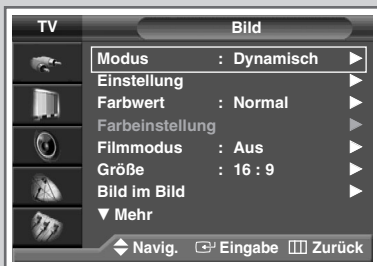 TV Bild
Modus : Dynamisch
Einstellung
Farbwert : Normal
Farbeinstellung
Filmmodus : Aus
Größe : 16 : 9
Bild im Bild
▼ Mehr
Navig. Eingabe Zurück